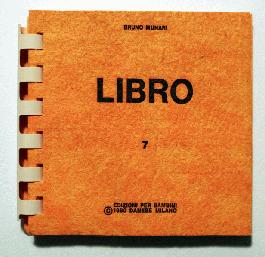 BRUNO MUNARI
LIBRO
7
EDIZIONI PER BAMBINI
© 1980 DANESE MILANO